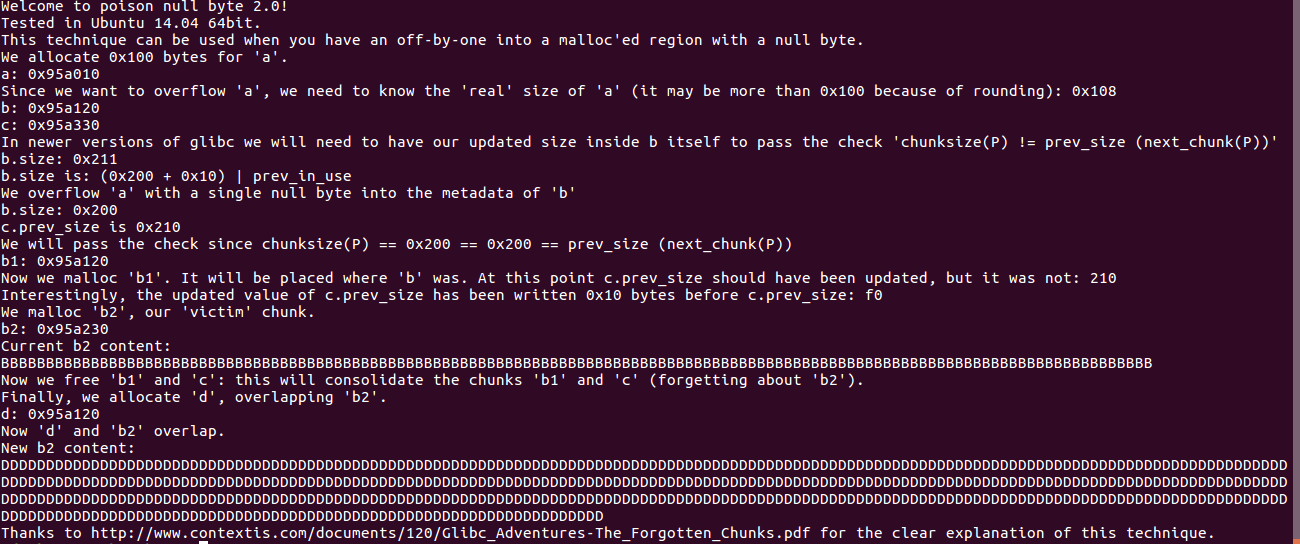 Welcome to poison null byte 2.0!
Tested in Ubuntu 14.04 64bit.
This technique can be used when you have an off-by-one into a malloc'ed region with a null byte.
We allocate 0x100 bytes for 'a'.
a: 0x95a010
Since we want to overflow 'a', we need to know the 'real' size of 'a' (it may be more than 0x100 because of rounding): 0x108
b: 0x95a120
c: 0x95a330
In newer versions of glibc we will need to have our updated size inside b itself to pass the check 'chunksize(P) != prev_size (next_chunk(P))'
b.size: 0x211
b.size is: (0x200 + 0x10) | prev_in_use
We overflow 'a' with a single null byte into the metadata of 'b'
b.size: 0x200
c.prev_size is 0x210
We will pass the check since chunksize(P) == 0x200 == 0x200 == prev_size (next_chunk(P))
b1: 0x95a120
Now we malloc 'b1'. It will be placed where 'b' was. At this point c.prev_size should have been updated, but it was not: 210
Interestingly, the updated value of c.prev_size has been written 0x10 bytes before c.prev_size: f0
We malloc 'b2', our 'victim' chunk.
b2: 0x95a230
Current b2 content:
BBBBBBBBBBBBBBBBBBBBBBBBBBBBBBBBBBBBBBBBBBBBBBBBBBBBBBBBBBBBBBBBBBBBBBBBBBBBBBBBBBBBBBBBBBBBBBBBBBBBBBBBBBBBBBBBBBBBBBBBBBBBBBBB
Now we free 'b1' and 'c': this will consolidate the chunks 'b1' and 'c' (forgetting about 'b2').
Finally, we allocate 'd', overlapping 'b2'.
d: 0x95a120
Now 'd' and 'b2' overlap.
New b2 content:
DDDDDDDDDDDDDDDDDDDDDDDDDDDDDDDDDDDDDDDDDDDDDDDDDDDDDDDDDDDDDDDDDDDDDDDDDDDDDDDDDDDDDDDDDDDDDDDDDDDDDDDDDDDDDDDDDDDDDDDDDDDDDDDDDDDDDDDDDDDDDDD
DDDDDDDDDDDDDDDDDDDDDDDDDDDDDDDDDDDDDDDDDDDDDDDDDDDDDDDDDDDDDDDDDDDDDDDDDDDDDDDDDDDDDDDDDDDDDDDDDDDDDDDDDDDDDDDDDDDDDDDDDDDDDDDDDDDDDDDDDDDDDDD
DDDDDDDDDDDDDDDDDDDDDDDDDDDDDDDDDDDDDDDDDDDDDDDDDDDDDDDDDDDDDDDDDDDDDDDDDDDDDDDDDDDDDDDDDDDDDDDDDDDDDDDDDDDDDDDDDDDDDDDDDDDDDDDDDDDDDDDDDDDDDDD
DDDDDDDDDDDDDDDDDDDDDDDDDDDDDDDDDDDDDDDDDDDDDDDDDDDDDDDDDDDDDDDDDDD
Thanks to http://www.contextis.com/documents/120/Glibc_Adventures-The_Forgotten_Chunks.pdf for the clear explanation of this technique.